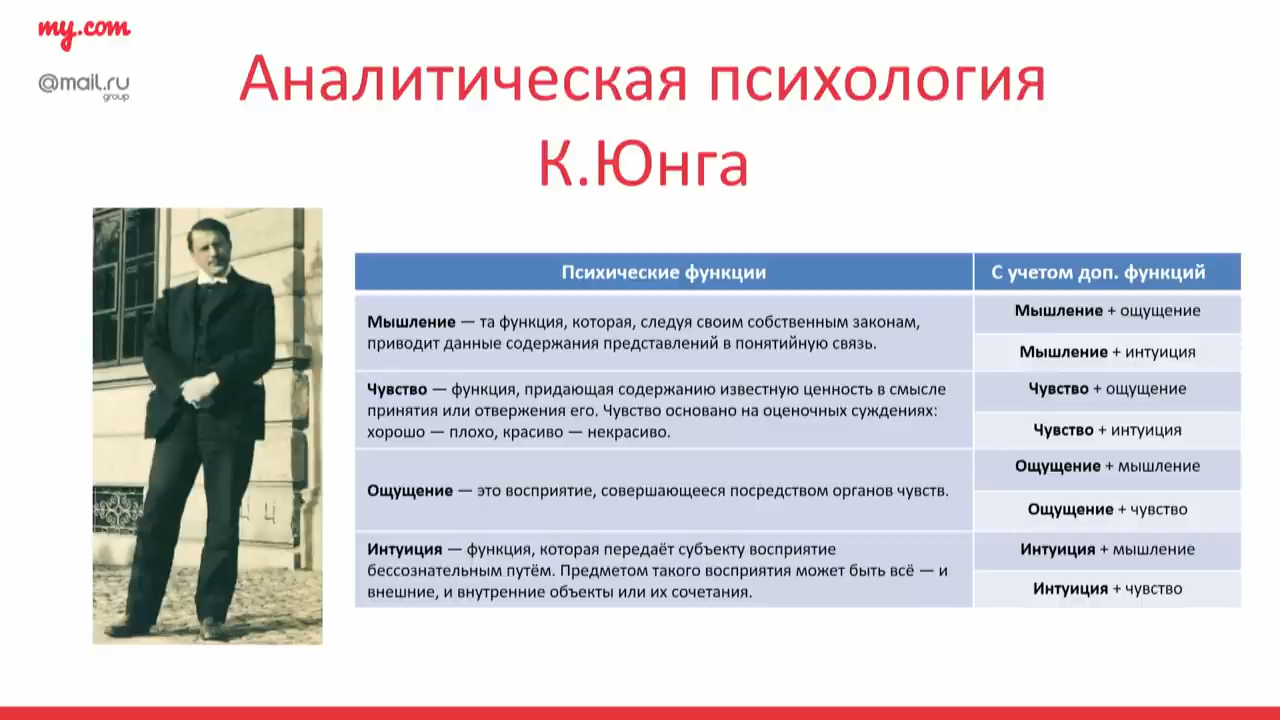 my.com
@mail.ru
group
Аналитическая психология
К.Юнга
Психические функции
С учетом доп. функций
Мышление — та функция, которая, следуя своим собственным законам,
приводит данные содержания представлений в понятийную связь.
Мышление + ощущение
Мышление + интуиция
Чувство — функция, придающая содержанию известную ценность в смысле
принятия или отвержения его. Чувство основано на оценочных суждениях:
хорошо — плохо, красиво — некрасиво.
Чувство + ощущение
Чувство + интуиция
Ощущение — это восприятие, совершающееся посредством органов чувств.
Ощущение + мышление
Ощущение + чувство
Интуиция — функция, которая передаёт субъекту восприятие
бессознательным путём. Предметом такого восприятия может быть всё — и
внешние, и внутренние объекты или их сочетания.
Интуиция + мышление
Интуиция + чувство